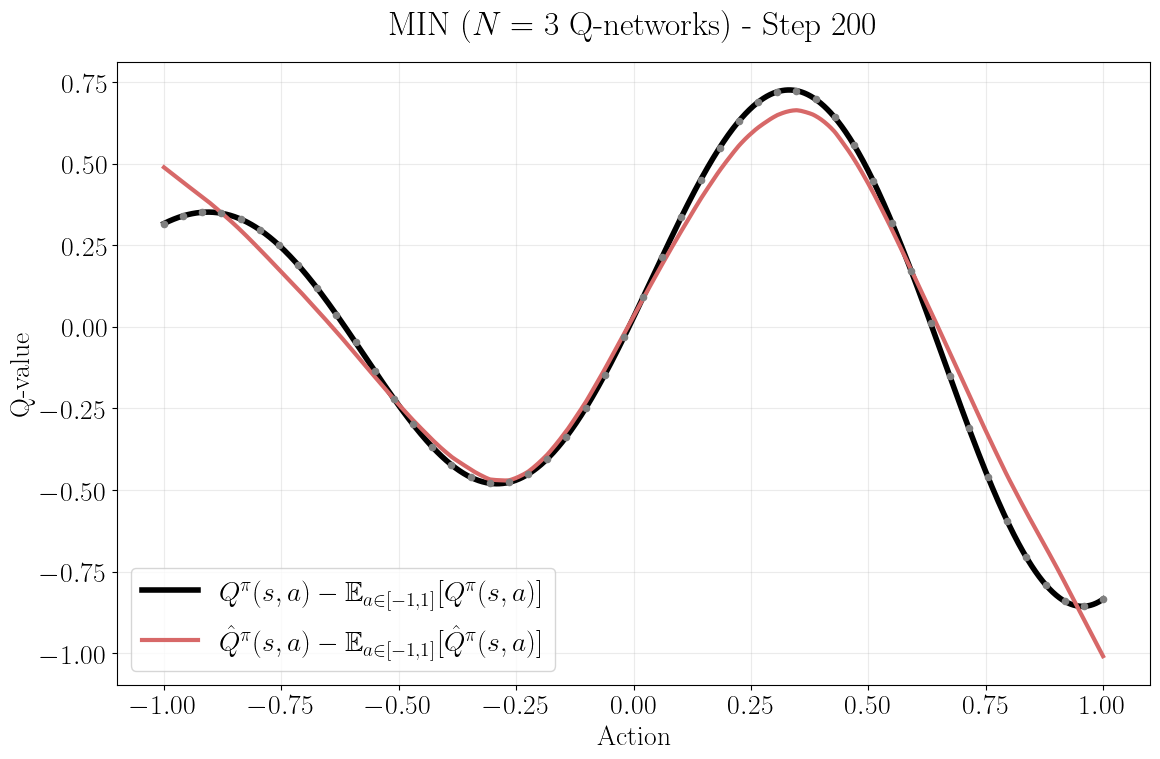 MIN (N = 3 Q-networks) - Step 200
Q-value
0.75
0.50
0.25
0.00
−0.25
−0.50
−0.75
−1.00
Q^π(s, a) − 𝔼_{a∈[−1,1]}[Q^π(s, a)]
Q̂^π(s, a) − 𝔼_{a∈[−1,1]}[Q̂^π(s, a)]
−1.00 −0.75 −0.50 −0.25 0.00 0.25 0.50 0.75 1.00
Action